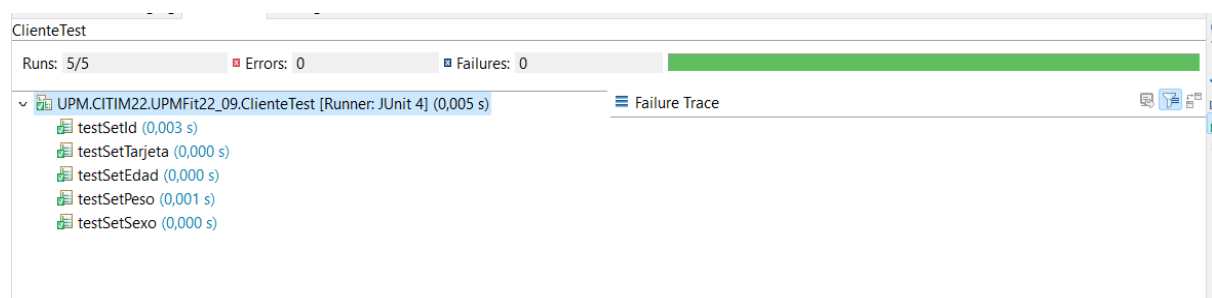 ClienteTest
Runs: 5/5 Errors: 0 Failures: 0
UPM.CITIM22.UPMFit22_09.ClienteTest [Runner: JUnit 4] (0,005 s)
Failure Trace
testSetId (0,003 s)
testSetTarjeta (0,000 s)
testSetEdad (0,000 s)
testSetPeso (0,001 s)
testSetSexo (0,000 s)